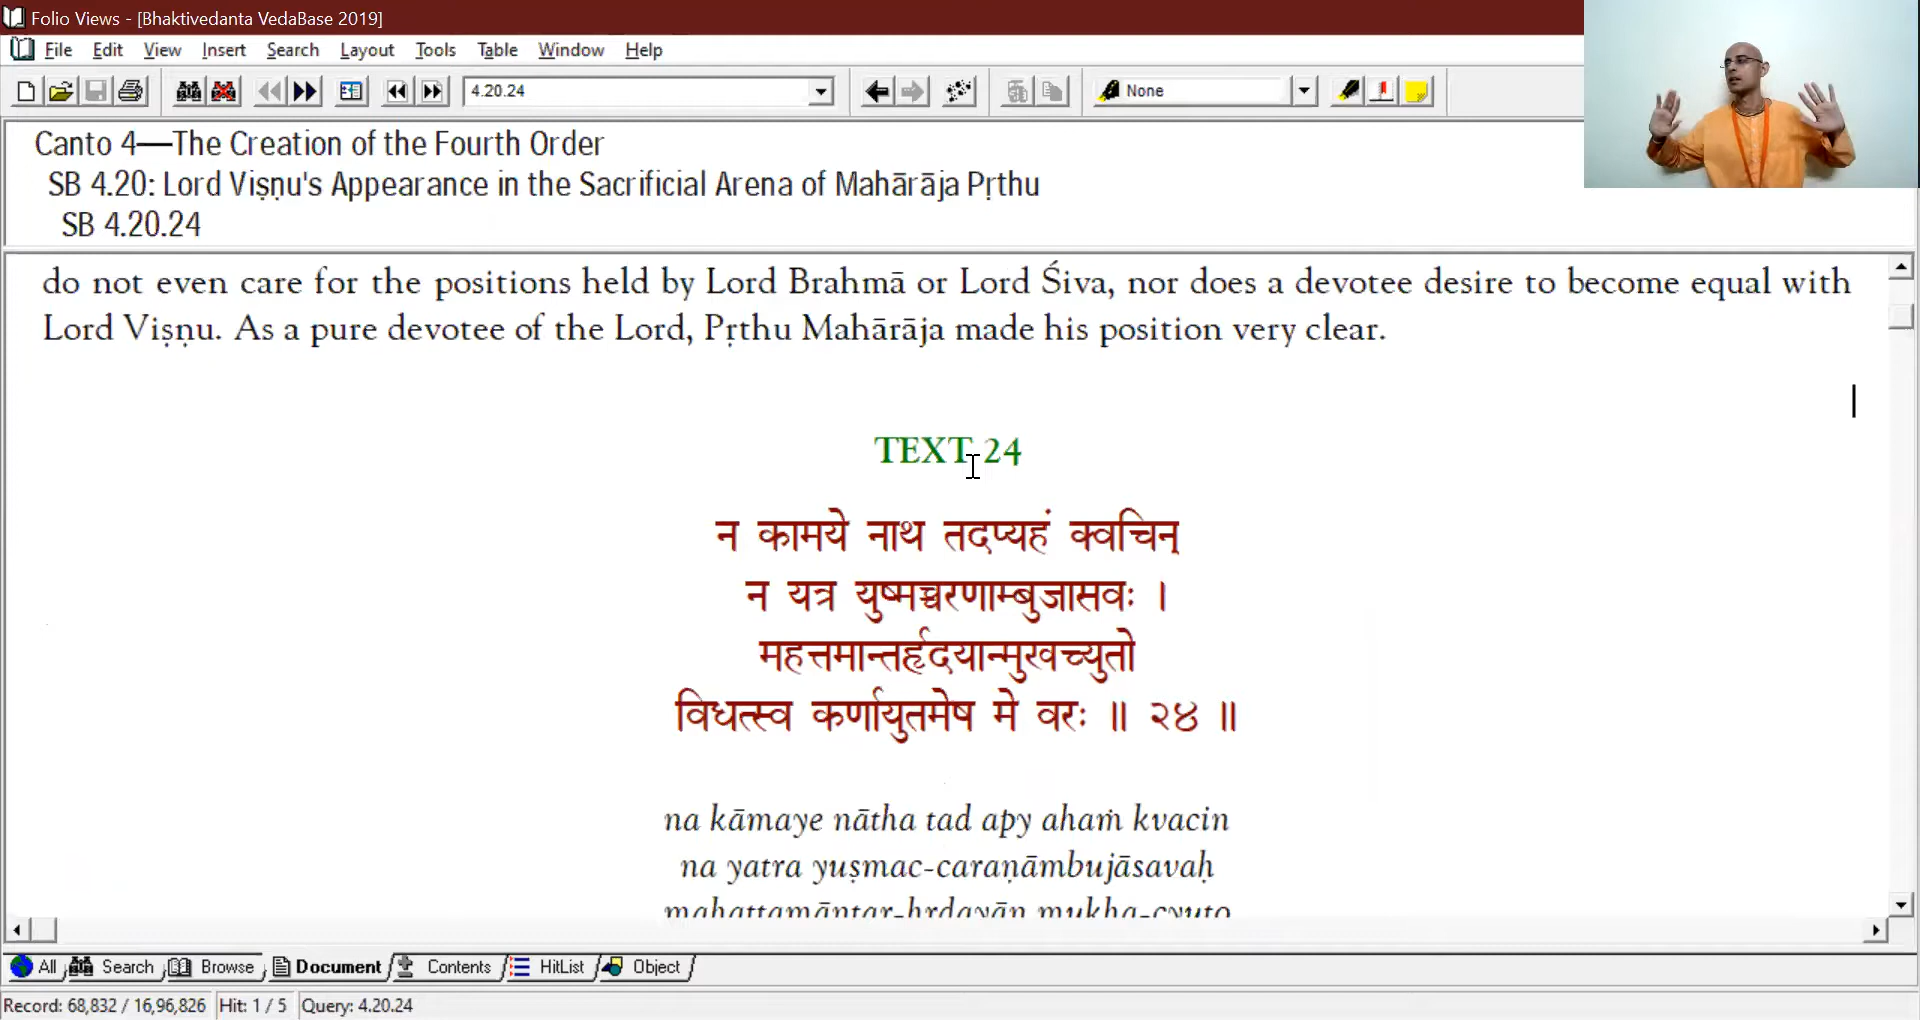 Folio Views - [Bhaktivedanta VedaBase 2019]
File Edit View Insert Search Layout Tools Table Window Help
4.20.24 None
Canto 4—The Creation of the Fourth Order
SB 4.20: Lord Viṣṇu's Appearance in the Sacrificial Arena of Mahārāja Pṛthu
SB 4.20.24
do not even care for the positions held by Lord Brahmā or Lord Śiva, nor does a devotee desire to become equal with
Lord Viṣṇu. As a pure devotee of the Lord, Pṛthu Mahārāja made his position very clear.
TEXT 24
न कामये नाथ तदप्यहं क्वचिन्
न यत्र युष्मच्चरणाम्बुजासवः ।
महत्तमान्तर्हृदयान्मुखच्युतो
विधत्स्व कर्णायुतमेष मे वरः ॥ २४ ॥
na kāmaye nātha tad apy ahaṁ kvacin
na yatra yuṣmac-caraṇāmbujāsavaḥ
mahattamāntar-hṛdayān mukha-cyuto
All Search Browse Document Contents HitList Object
Record: 68,832 / 16,96,826 Hit: 1 / 5 Query: 4.20.24